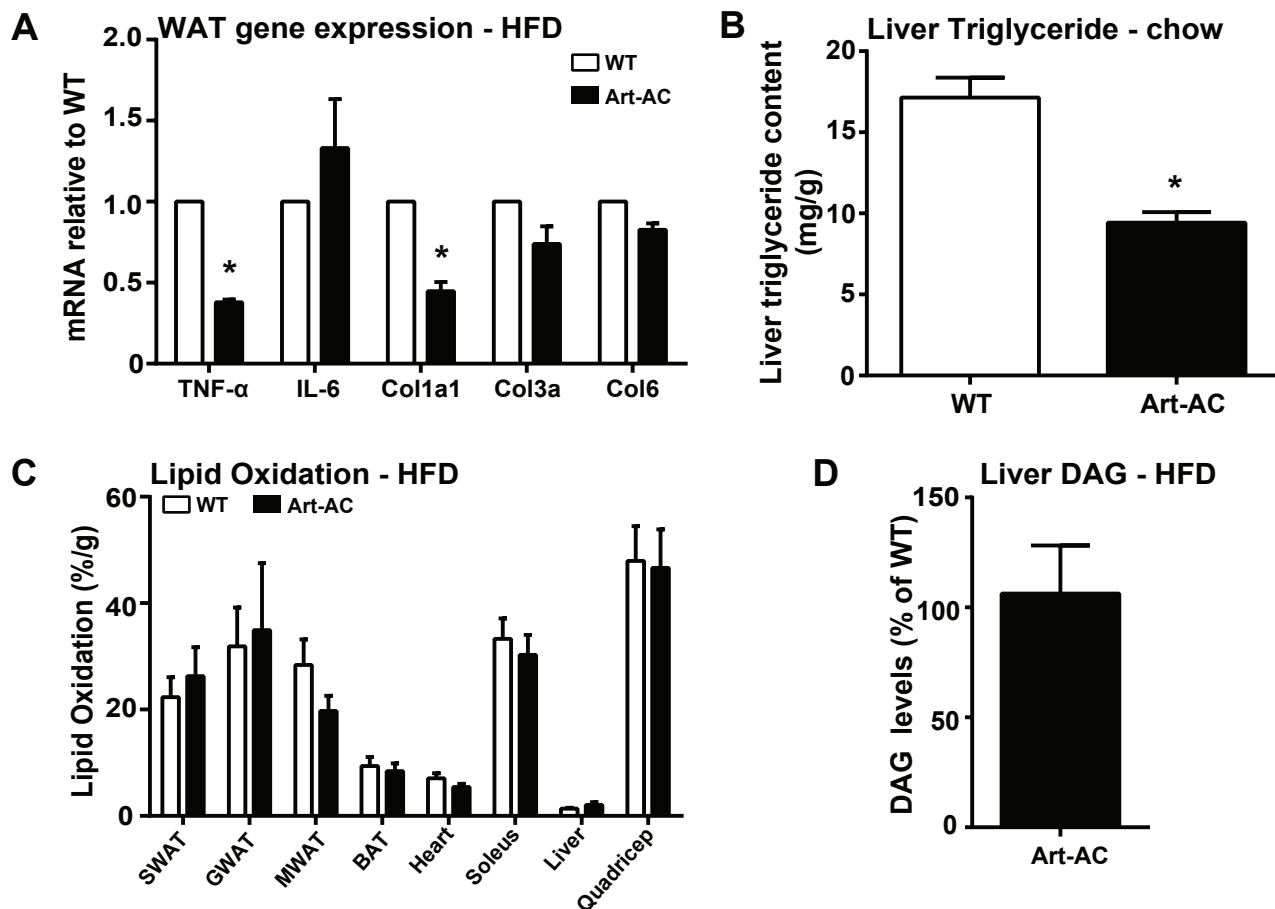 A
WAT gene expression - HFD
mRNA relative to WT
2.0
1.5
1.0
0.5
0
WT
Art-AC
*
*
TNF-α IL-6 Col1a1 Col3a Col6
B
Liver Triglyceride - chow
Liver triglyceride content
(mg/g)
20
15
10
5
0
*
WT Art-AC
C
Lipid Oxidation - HFD
WT Art-AC
Lipid Oxidation (%/g)
60
40
20
0
SWAT
GWAT
MWAT
BAT
Heart
Soleus
Liver
Quadricep
D
Liver DAG - HFD
DAG levels (% of WT)
150
100
50
0
Art-AC